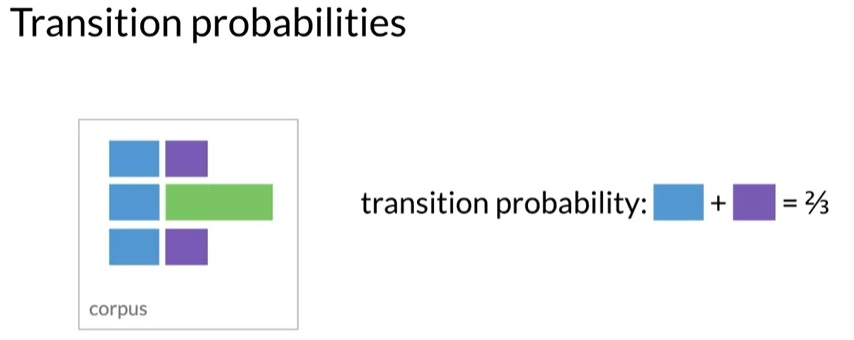 Transition probabilities
transition probability: + = ⅔
corpus